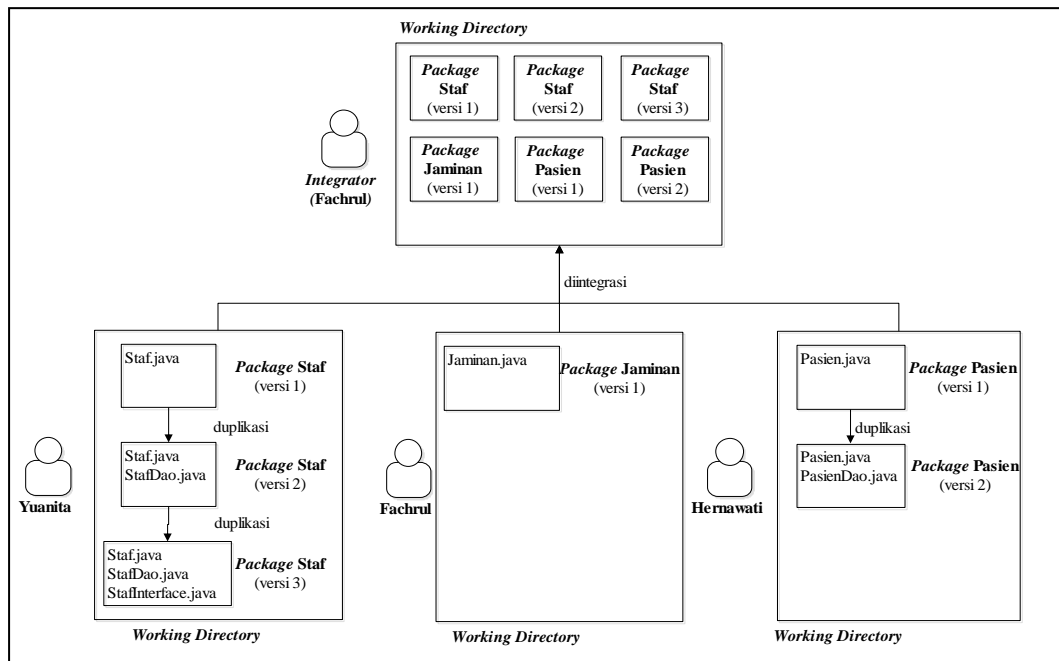 Working Directory
Package
Staf
(versi 1)
Package
Staf
(versi 2)
Package
Staf
(versi 3)
Package
Jaminan
(versi 1)
Package
Pasien
(versi 1)
Package
Pasien
(versi 2)
Integrator
(Fachrul)
diintegrasi
Staf.java
Package Staf
(versi 1)
duplikasi
Staf.java
StafDao.java
Package Staf
(versi 2)
duplikasi
Staf.java
StafDao.java
StafInterface.java
Package Staf
(versi 3)
Yuanita
Working Directory
Jaminan.java
Package Jaminan
(versi 1)
Fachrul
Working Directory
Pasien.java
Package Pasien
(versi 1)
duplikasi
Pasien.java
PasienDao.java
Package Pasien
(versi 2)
Hernawati
Working Directory